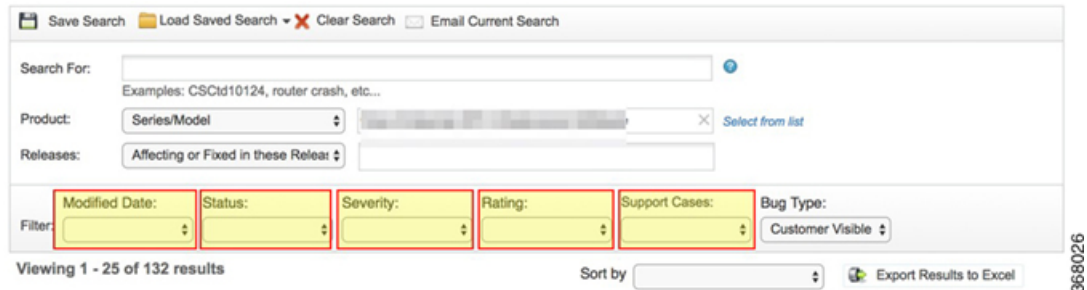 Save Search Load Saved Search Clear Search Email Current Search
Search For:
Examples: CSCtd10124, router crash, etc...
Product: Series/Model Select from list
Releases: Affecting or Fixed in these Releas
Modified Date: Status: Severity: Rating: Support Cases: Bug Type:
Filter: Customer Visible
Viewing 1 - 25 of 132 results Sort by Export Results to Excel
368026